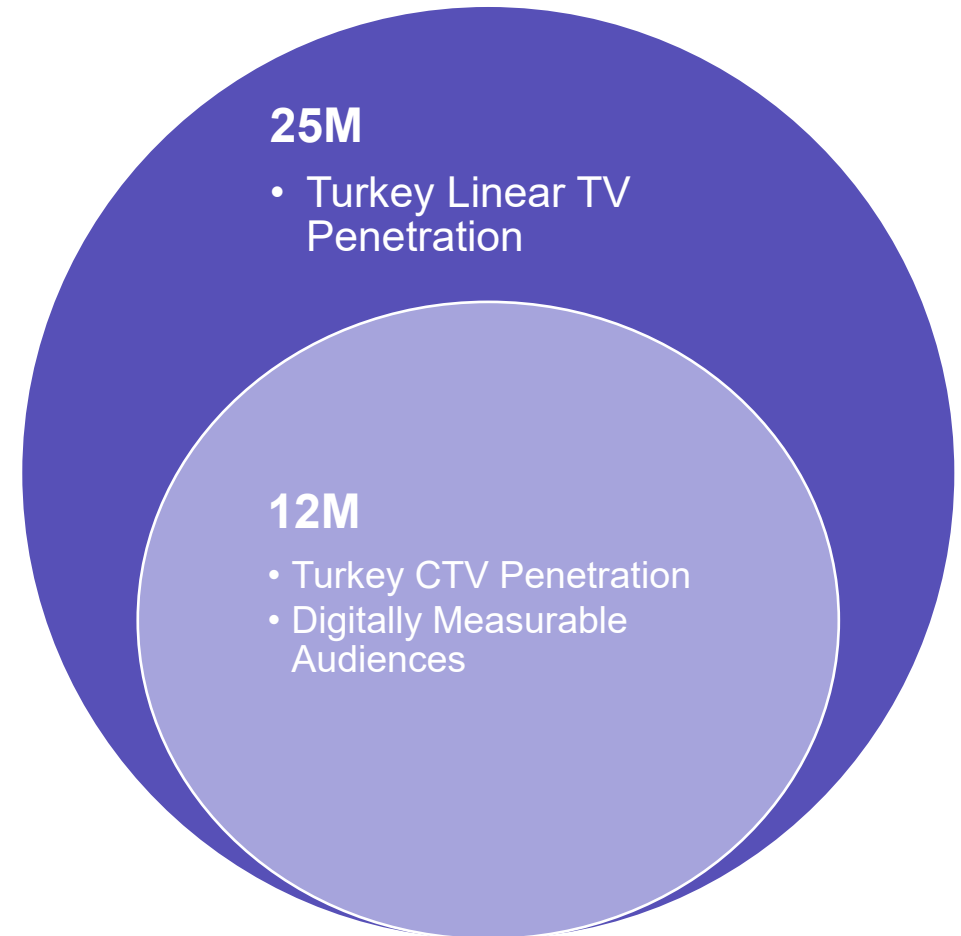 25M
• Turkey Linear TV
Penetration
12M
• Turkey CTV Penetration
• Digitally Measurable
Audiences